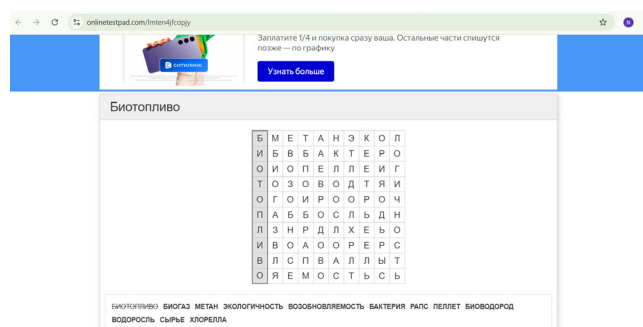 onlinetestpad.com/lmten4jfcopjy
N
Заплатите 1/4 и покупка сразу ваша. Остальные части спишутся
позже — по графику
СИТИЛИНК
Узнать больше
Биотопливо
Б М Е Т А Н Э К О Л
И Б В Б А К Т Е Р О
О И О П Е Л Л Е И Г
Т О З О В О Д Т Я И
О Г О И Р О О Р О Ч
П А Б Б О С Л Ь Д Н
Л З Н Р Д Л Х Е Ь О
И В О А О О Р Е Р С
В Л С П В А Л Л Ы Т
О Я Е М О С Т Ь С Ь
БИОТОПЛИВО БИОГАЗ МЕТАН ЭКОЛОГИЧНОСТЬ ВОЗОБНОВЛЯЕМОСТЬ БАКТЕРИЯ РАПС ПЕЛЛЕТ БИОВОДОРОД
ВОДОРОСЛЬ СЫРЬЕ ХЛОРЕЛЛА